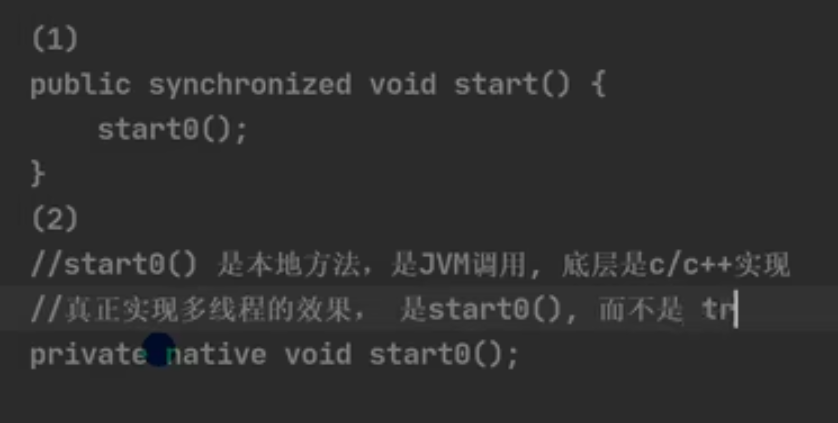 (1)
public synchronized void start() {
start0();
}
(2)
//start0() 是本地方法，是JVM调用, 底层是c/c++实现
//真正实现多线程的效果， 是start0(), 而不是 tr
private native void start0();